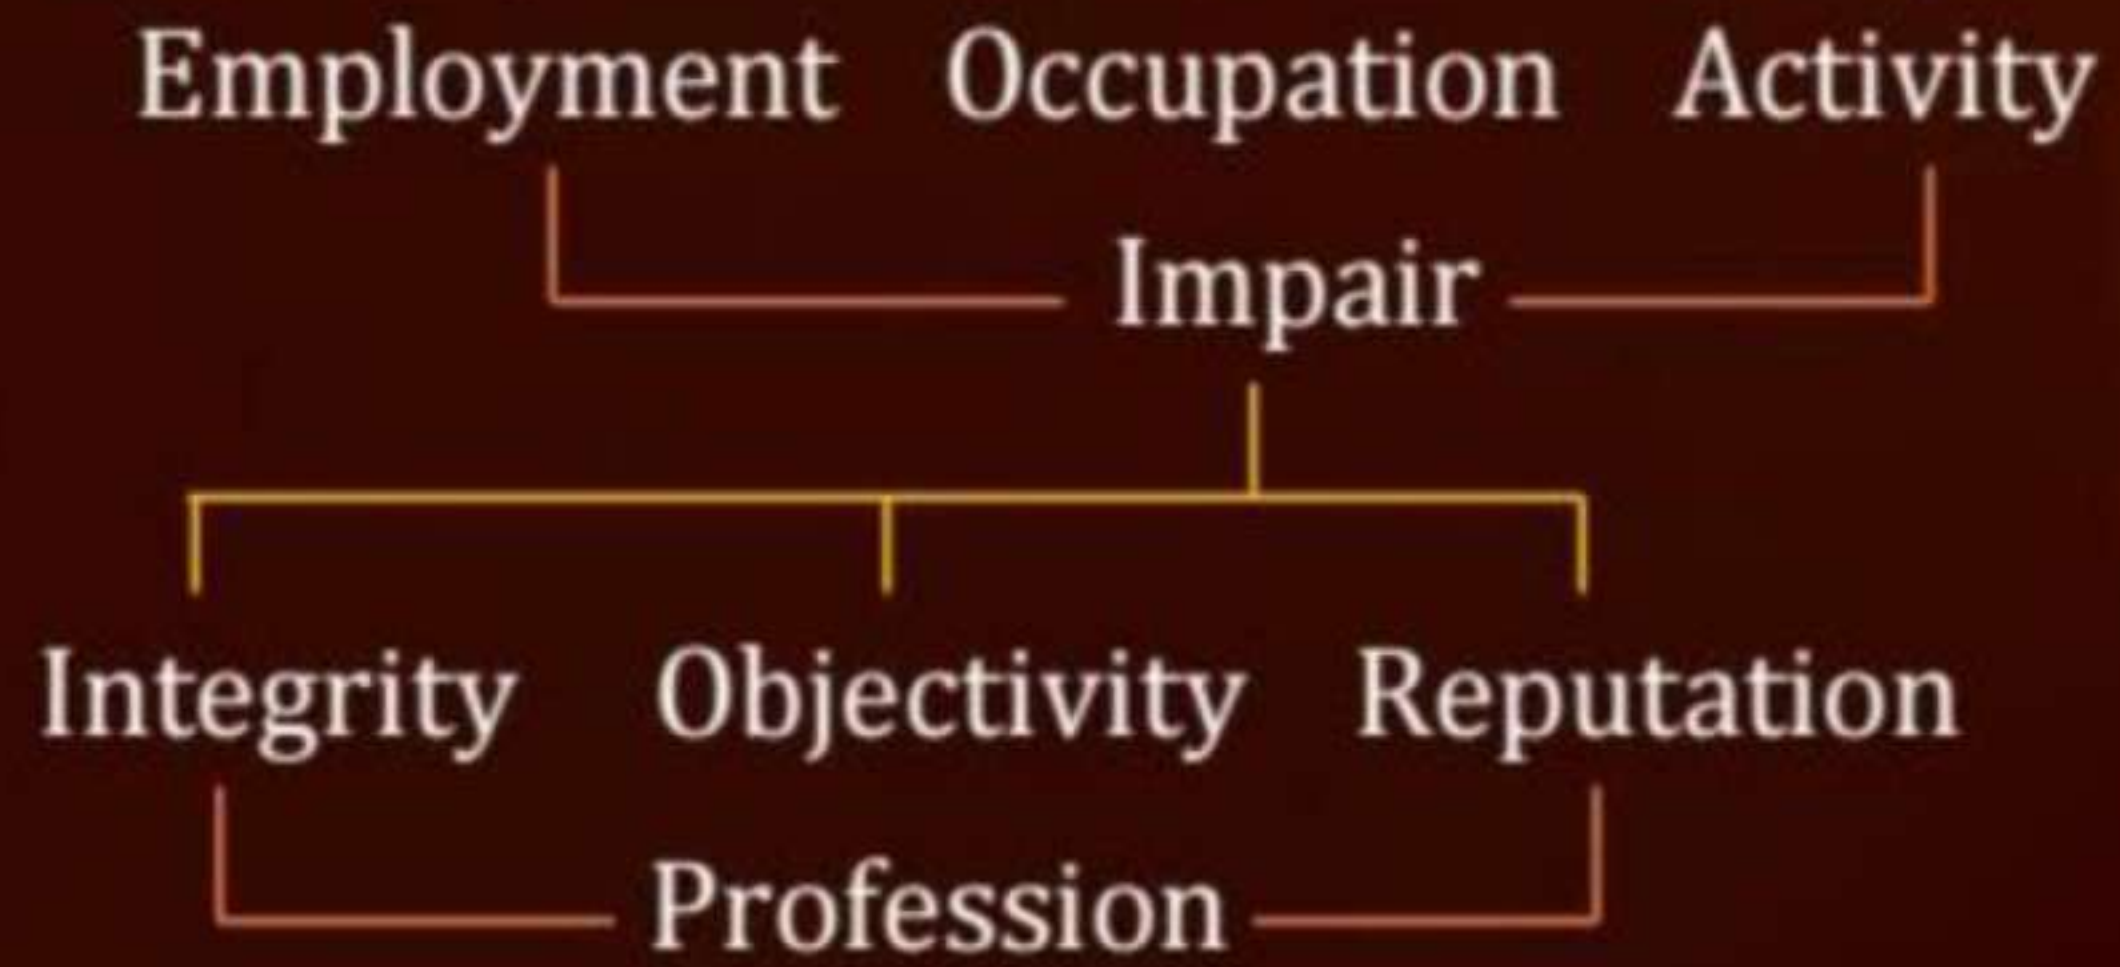 Employment Occupation Activity
Impair
Integrity Objectivity Reputation
Profession